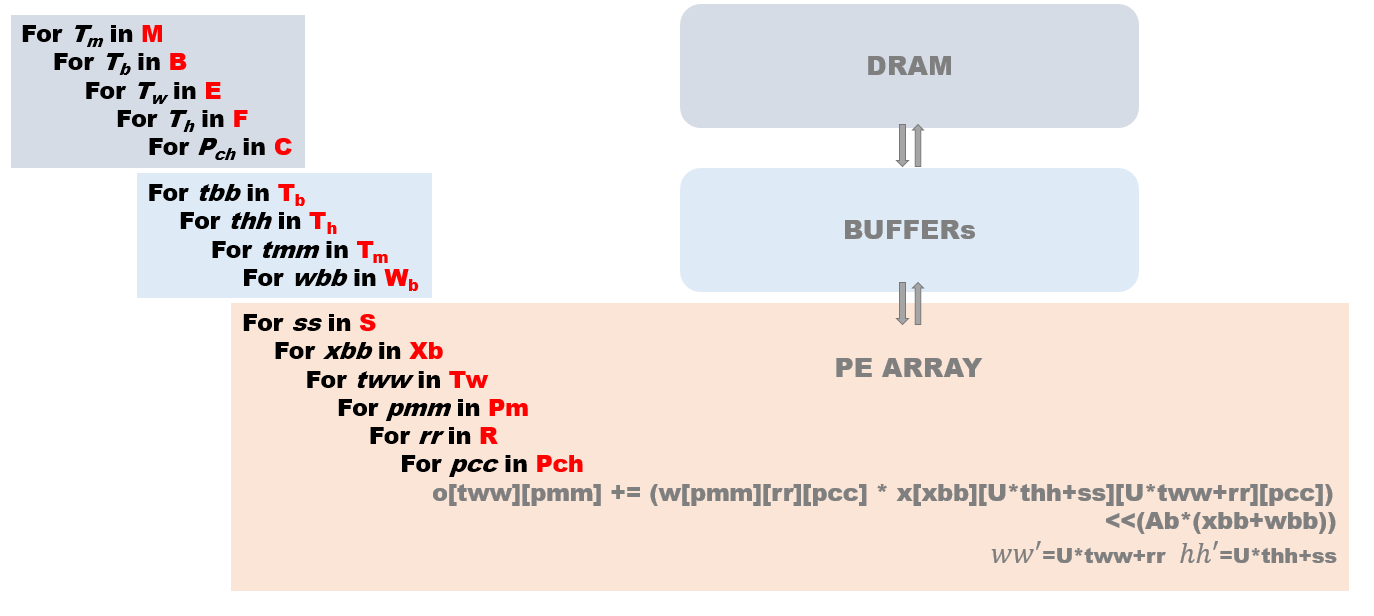 For Tm in M
For Tb in B
For Tw in E
For Th in F
For Pch in C
DRAM
For tbb in Tb
For thh in Th
For tmm in Tm
For wbb in Wb
BUFFERs
For ss in S
For xbb in Xb
For tww in Tw
For pmm in Pm
For rr in R
For pcc in Pch
PE ARRAY
o[tww][pmm] += (w[pmm][rr][pcc] * x[xbb][U*thh+ss][U*tww+rr][pcc])
<<(Ab*(xbb+wbb))
ww′=U*tww+rr hh′=U*thh+ss